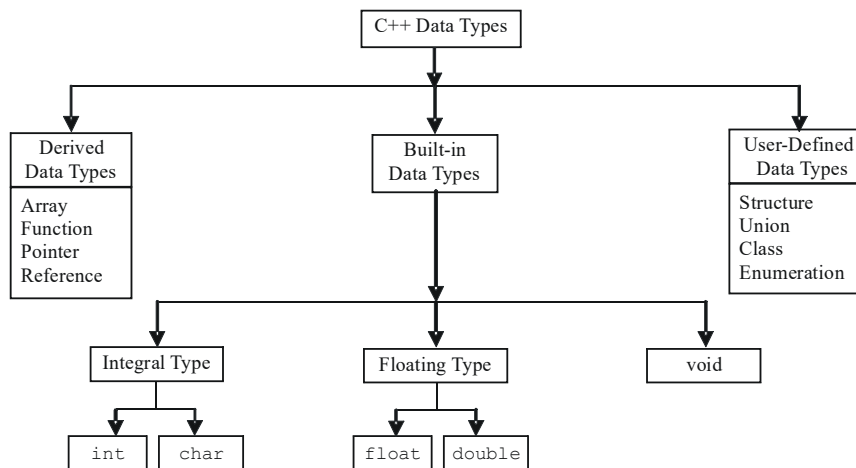 C++ Data Types
Derived
Data Types
Array
Function
Pointer
Reference
Built-in
Data Types
User-Defined
Data Types
Structure
Union
Class
Enumeration
Integral Type
Floating Type
void
int
char
float
double